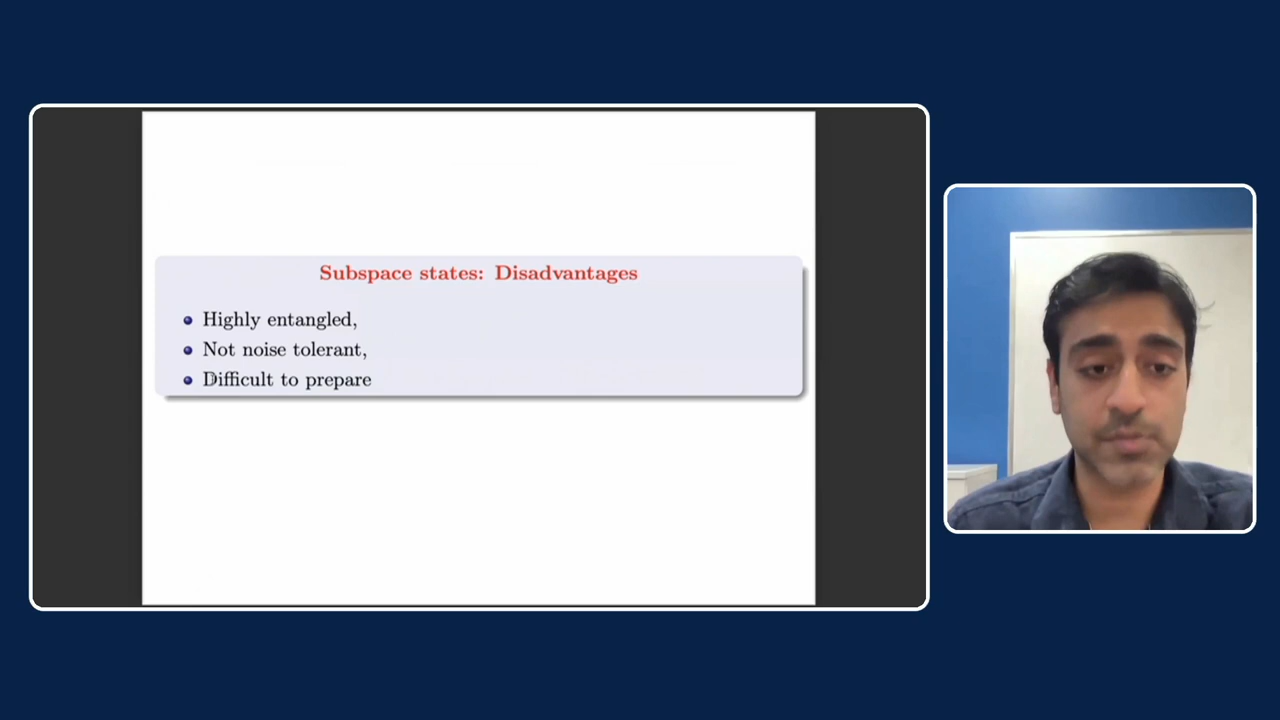 Subspace states: Disadvantages
Highly entangled,
Not noise tolerant,
Difficult to prepare